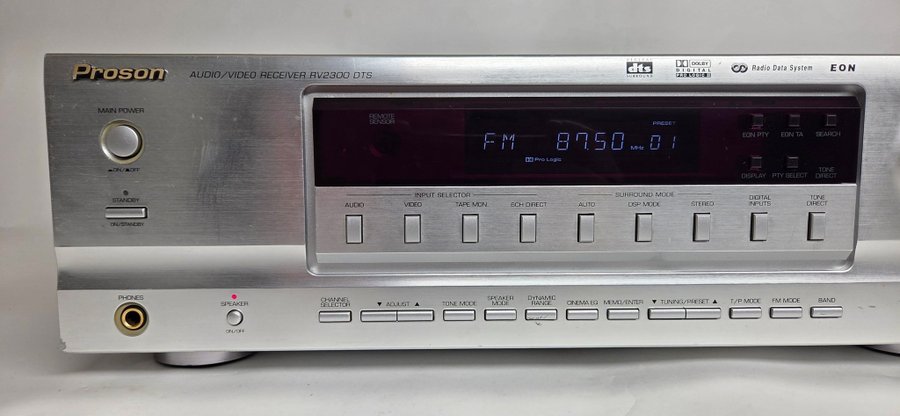 Proson
AUDIO/VIDEO RECEIVER RV2300 DTS
dts
SURROUND
DOLBY
DIGITAL
PRO LOGIC II
Radio Data System
EON
MAIN POWER
ON/OFF
STANDBY
ON/STANDBY
REMOTE
SENSOR
PRESET
FM 87.50 MHz 01
Pro Logic
EON PTY EON TA SEARCH
DISPLAY PTY SELECT TONE DIRECT
INPUT SELECTOR SURROUND MODE
AUDIO VIDEO TAPE MON. 6CH DIRECT AUTO DSP MODE STEREO DIGITAL INPUTS TONE DIRECT
PHONES
SPEAKER
ON/OFF
CHANNEL SELECTOR ▼ ADJUST ▲ TONE MODE SPEAKER MODE DYNAMIC RANGE CINEMA EQ MEMO/ENTER ▼ TUNING/PRESET ▲ T/P MODE FM MODE BAND